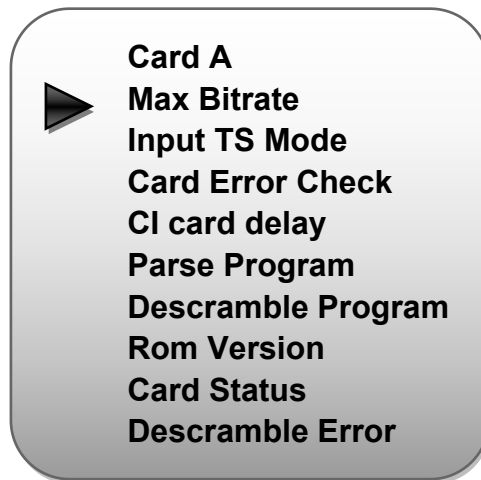 Card A
Max Bitrate
Input TS Mode
Card Error Check
CI card delay
Parse Program
Descramble Program
Rom Version
Card Status
Descramble Error